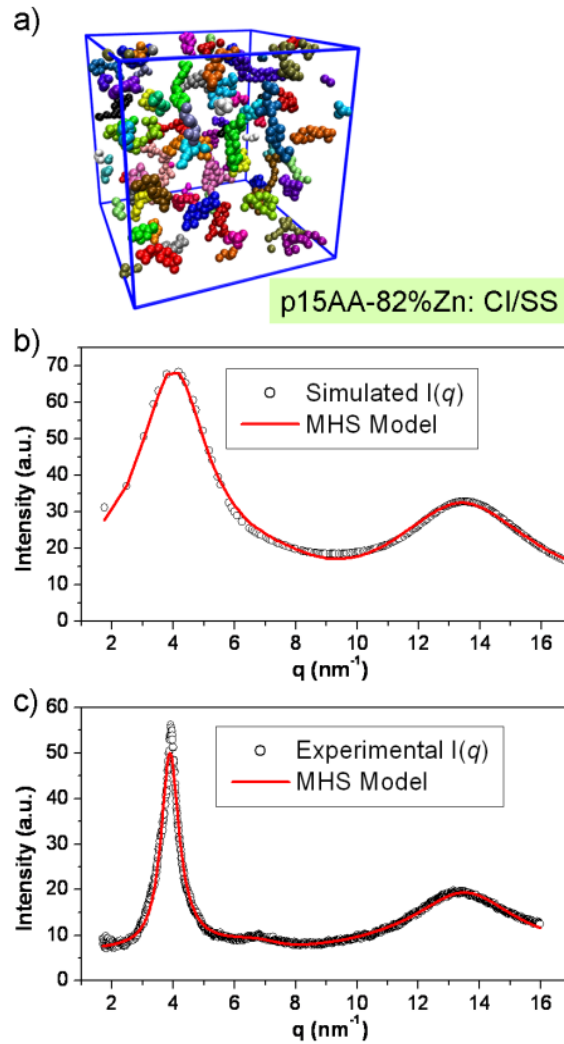 a)
p15AA-82%Zn: CI/SS
b)
70
60
50
40
30
20
10
0
Intensity (a.u.)
Simulated I(q)
MHS Model
2 4 6 8 10 12 14 16
q (nm⁻¹)
c)
60
50
40
30
20
10
0
Intensity (a.u.)
Experimental I(q)
MHS Model
2 4 6 8 10 12 14 16
q (nm⁻¹)